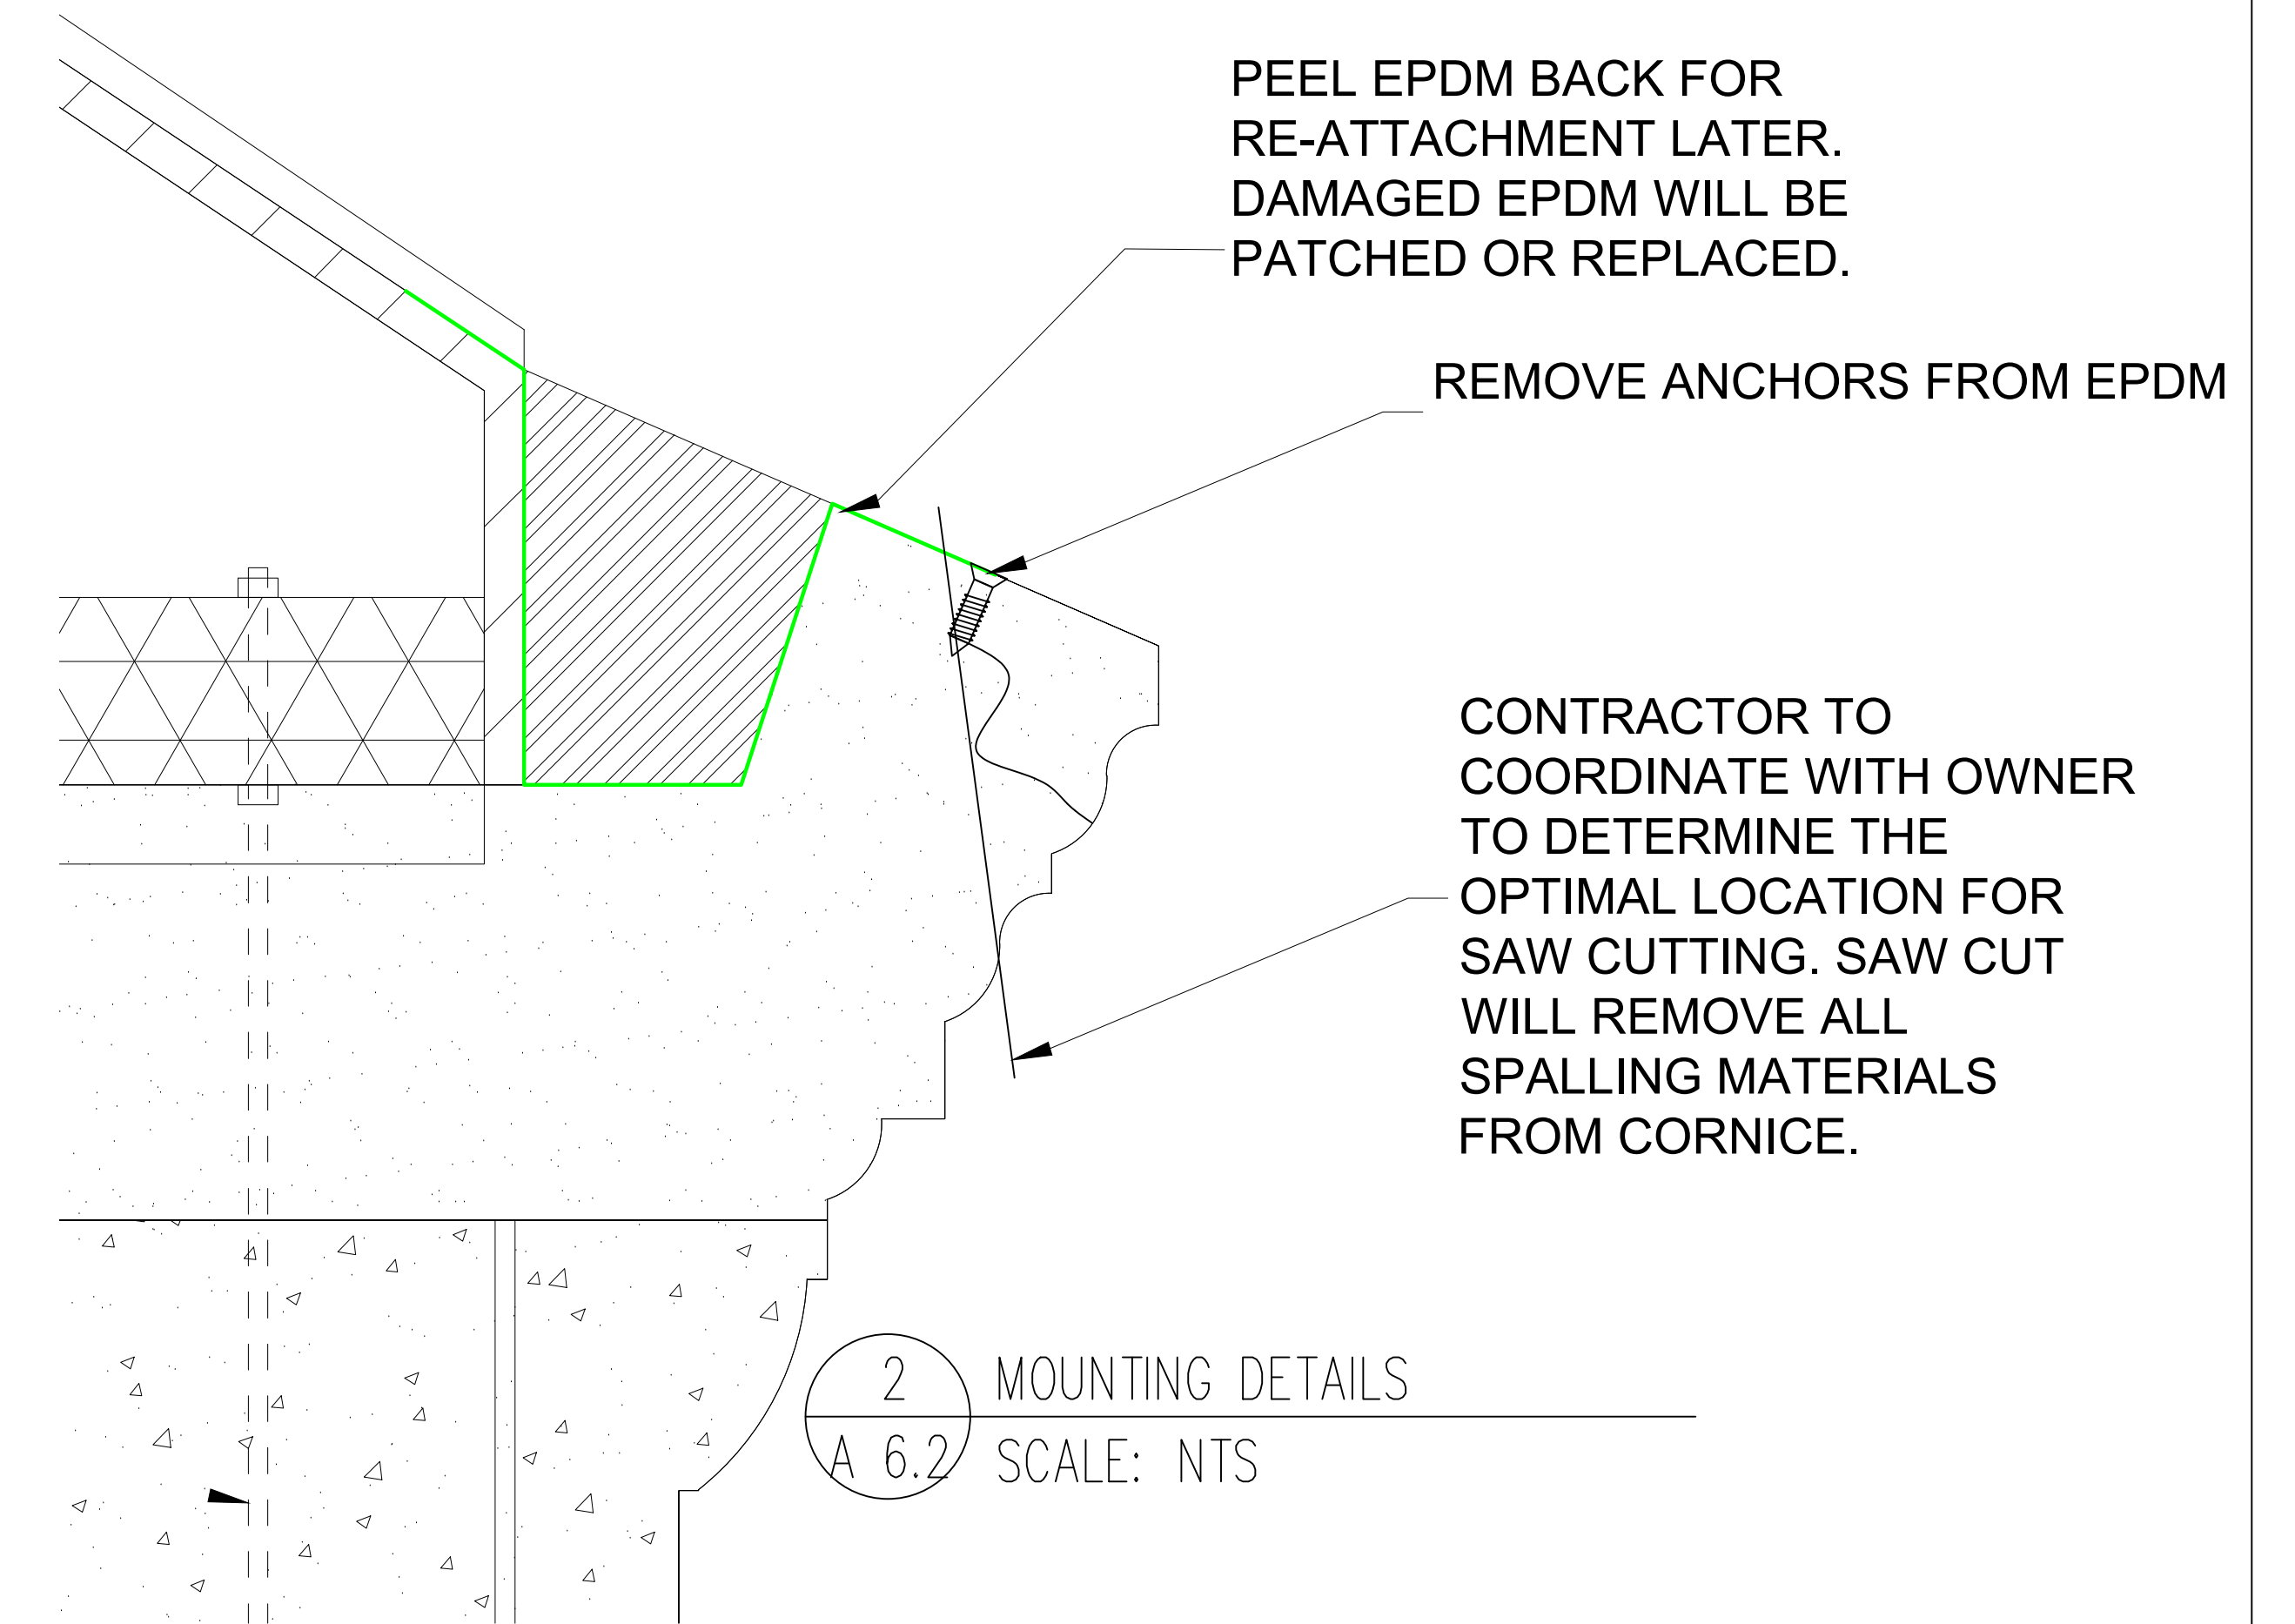 PEEL EPDM BACK FOR
RE-ATTACHMENT LATER.
DAMAGED EPDM WILL BE
PATCHED OR REPLACED.
REMOVE ANCHORS FROM EPDM
CONTRACTOR TO
COORDINATE WITH OWNER
TO DETERMINE THE
OPTIMAL LOCATION FOR
SAW CUTTING. SAW CUT
WILL REMOVE ALL
SPALLING MATERIALS
FROM CORNICE.
2
MOUNTING DETAILS
A 6.2
SCALE: NTS